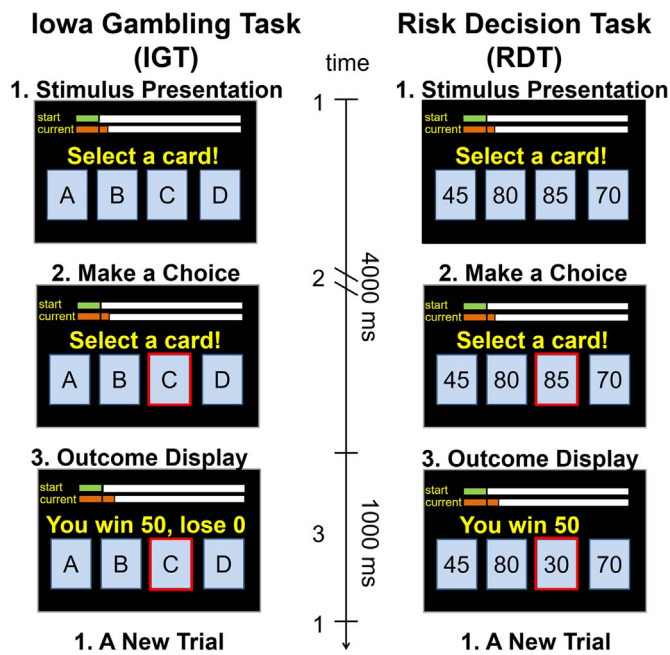 Iowa Gambling Task
(IGT)
1. Stimulus Presentation
start
current
Select a card!
A B C D
2. Make a Choice
start
current
Select a card!
A B C D
3. Outcome Display
start
current
You win 50, lose 0
A B C D
1. A New Trial
time
1
2
4000 ms
3
1000 ms
1
Risk Decision Task
(RDT)
1. Stimulus Presentation
start
current
Select a card!
45 80 85 70
2. Make a Choice
start
current
Select a card!
45 80 85 70
3. Outcome Display
start
current
You win 50
45 80 30 70
1. A New Trial